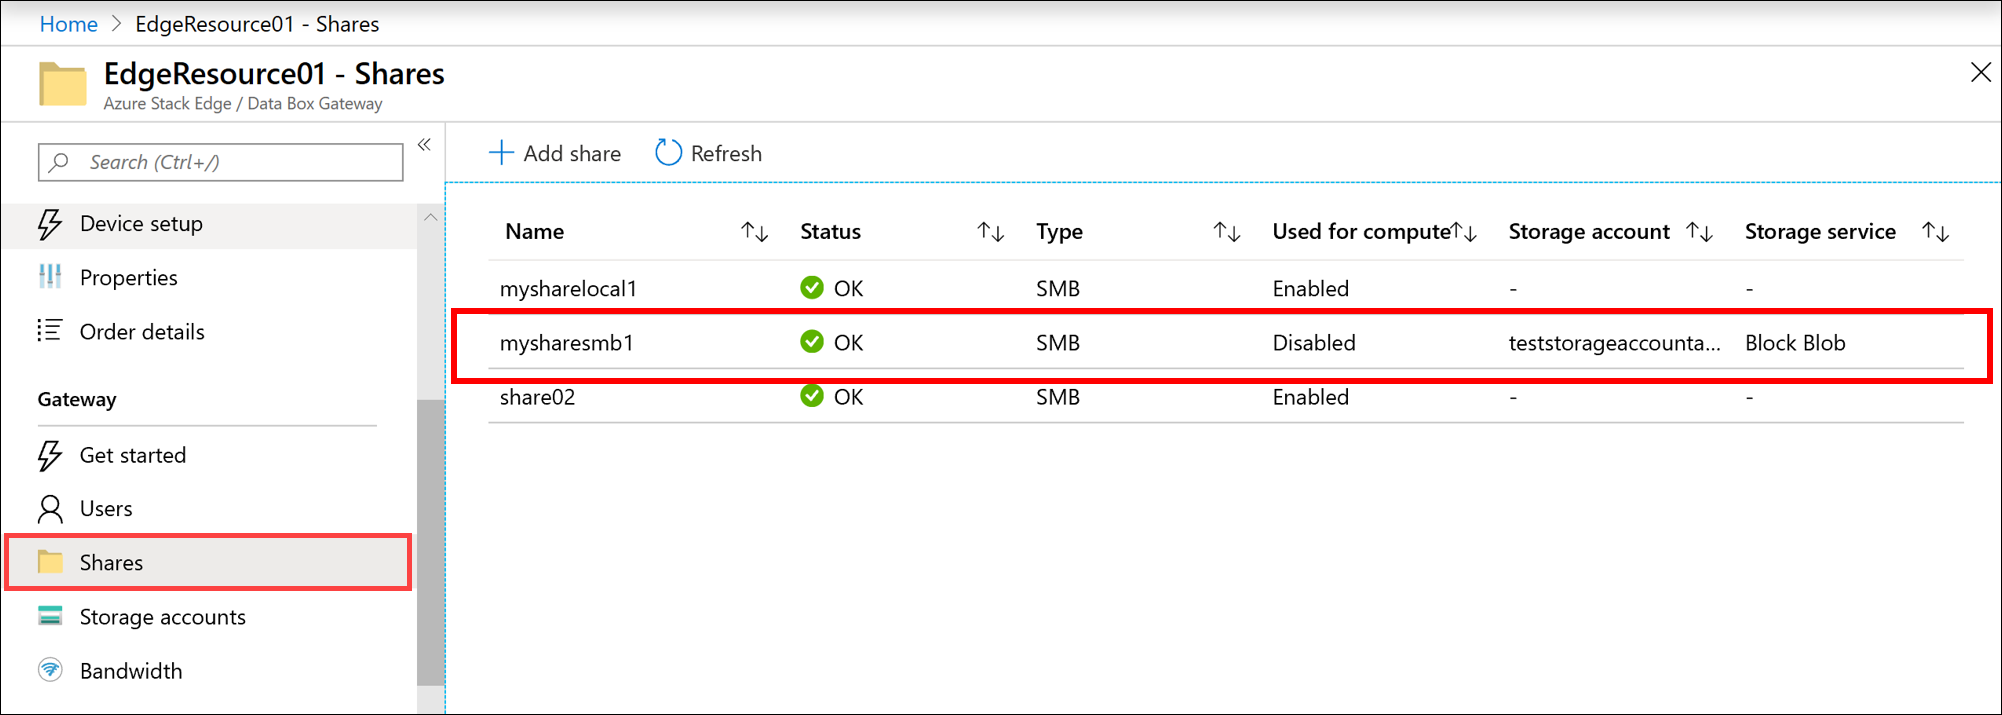 Home > EdgeResource01 - Shares
EdgeResource01 - Shares
Azure Stack Edge / Data Box Gateway
Search (Ctrl+/)
Device setup
Properties
Order details
Gateway
Get started
Users
Shares
Storage accounts
Bandwidth
Add share Refresh
Name Status Type Used for compute Storage account Storage service
mysharelocal1 OK SMB Enabled - -
mysharesmb1 OK SMB Disabled teststorageaccounta... Block Blob
share02 OK SMB Enabled - -